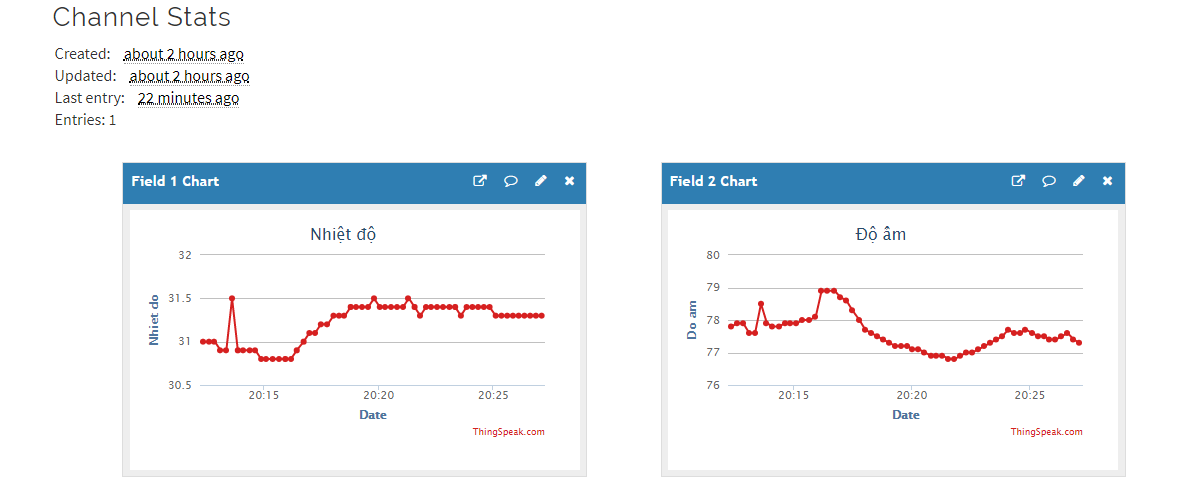 Channel Stats
Created: about 2 hours ago
Updated: about 2 hours ago
Last entry: 22 minutes ago
Entries: 1
Field 1 Chart
Nhiệt độ
32
31.5
31
30.5
Nhiet do
20:15 20:20 20:25
Date
ThingSpeak.com
Field 2 Chart
Độ ẩm
80
79
78
77
76
Do am
20:15 20:20 20:25
Date
ThingSpeak.com